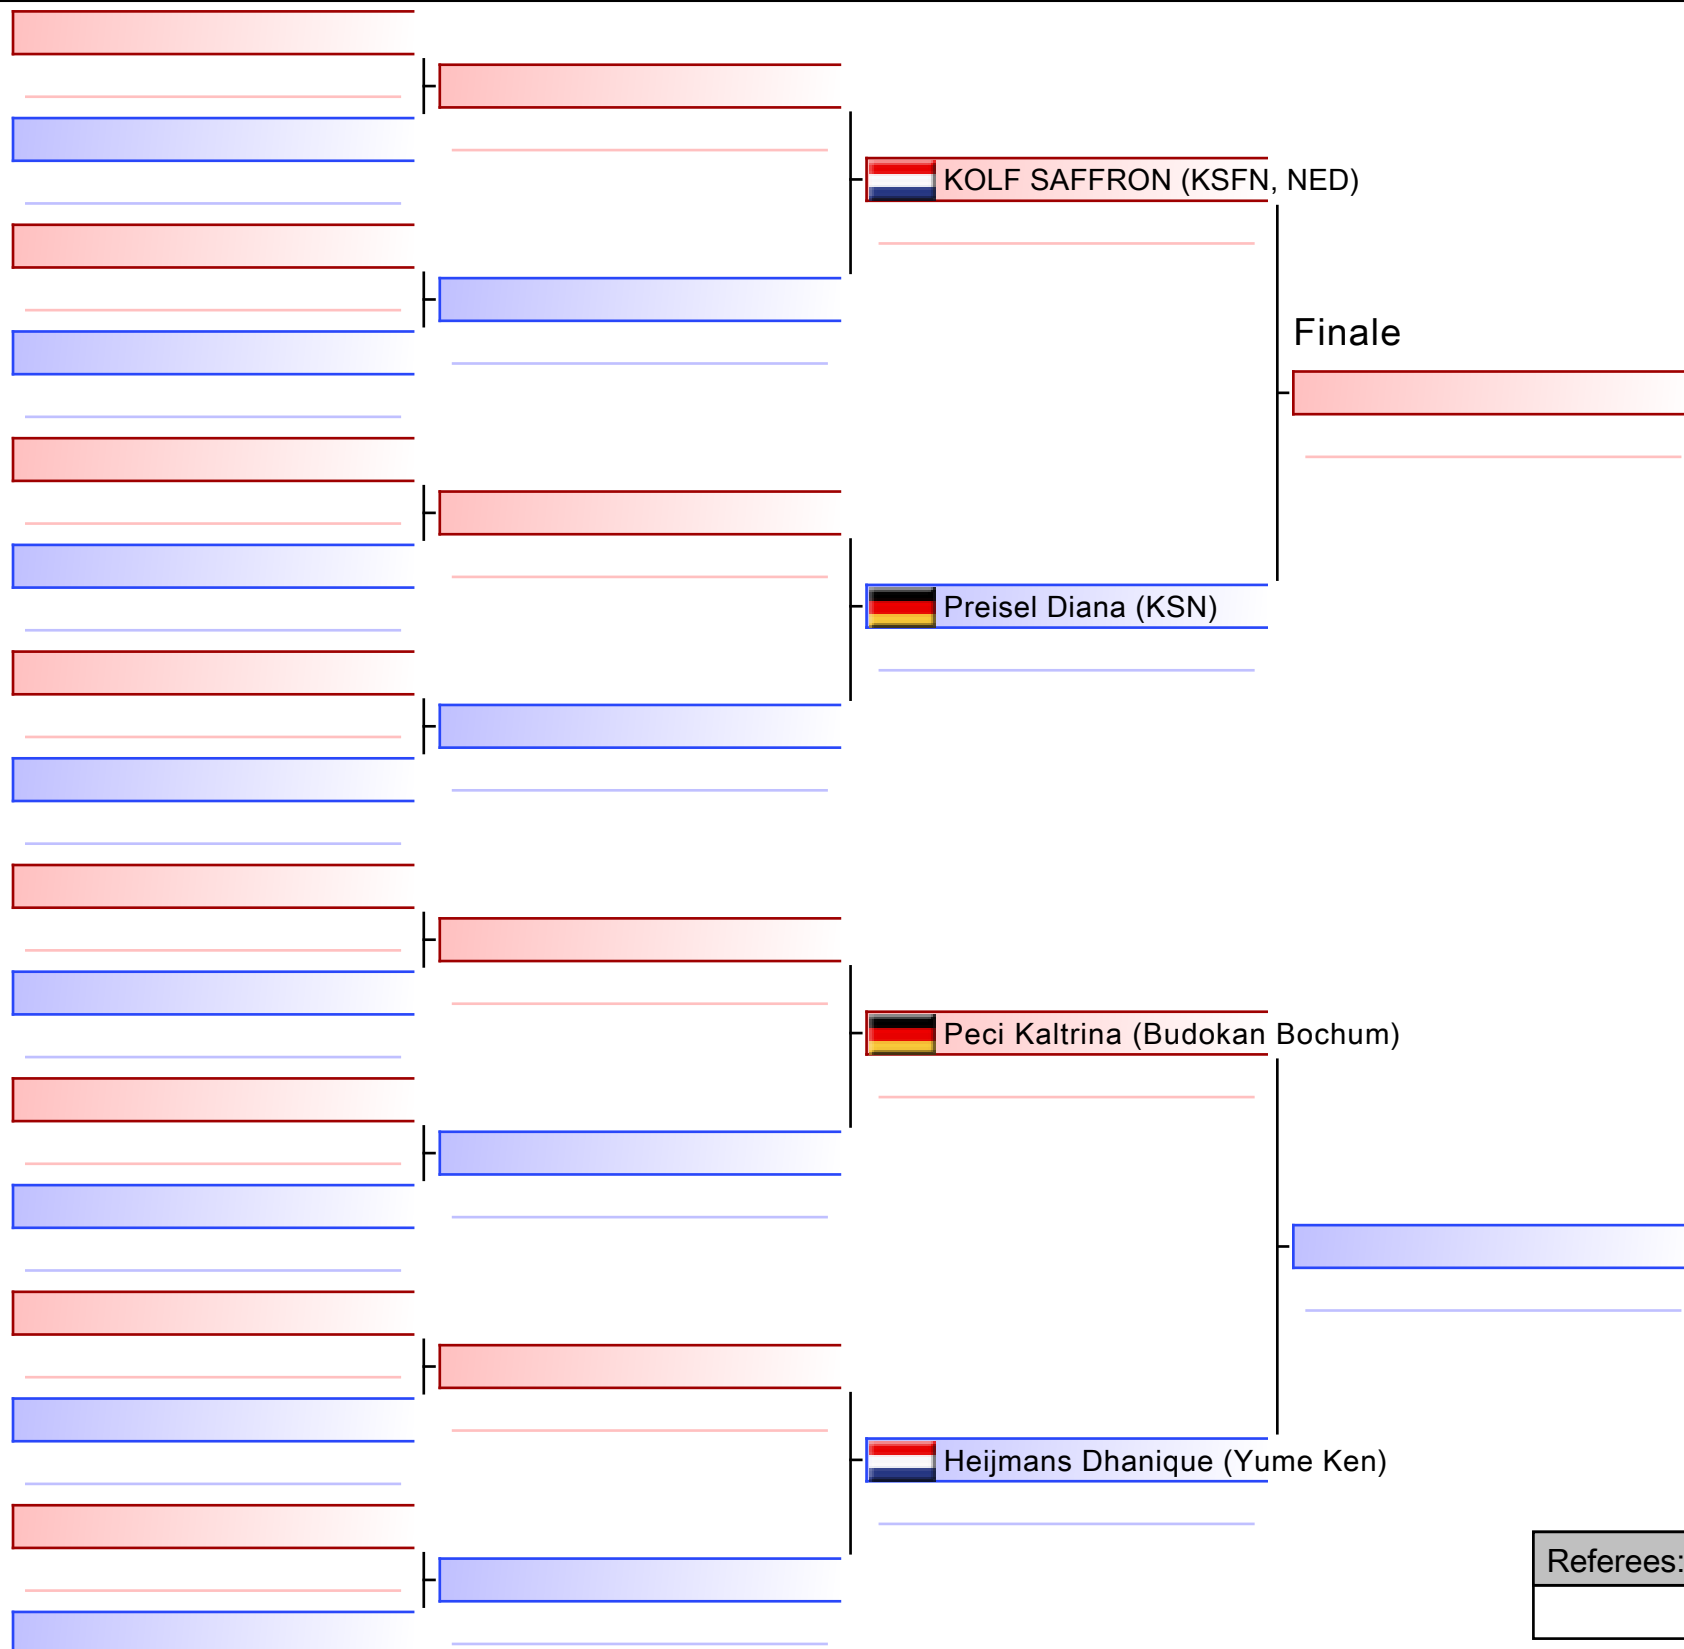 KOLF SAFFRON (KSFN, NED)
Finale
Preisel Diana (KSN)
Peci Kaltrina (Budokan Bochum)
Heijmans Dhanique (Yume Ken)
Referees: